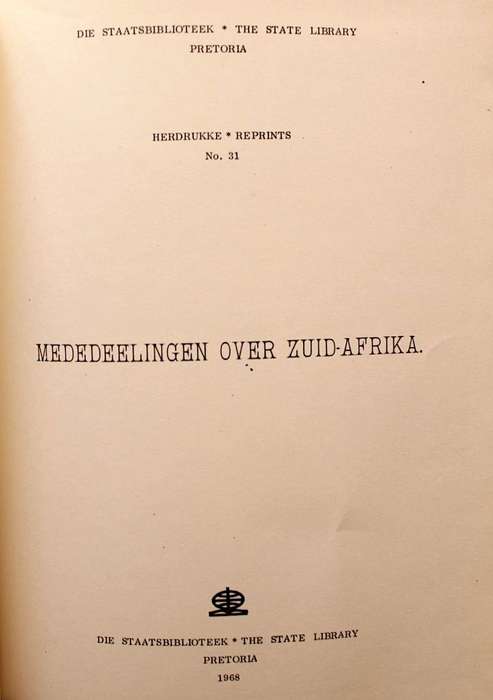 DIE STAATSBIBLIOTEEK * THE STATE LIBRARY
PRETORIA
HERDRUKKE * REPRINTS
No. 31
MEDEDEELINGEN OVER ZUID-AFRIKA.
DIE STAATSBIBLIOTEEK * THE STATE LIBRARY
PRETORIA
1968